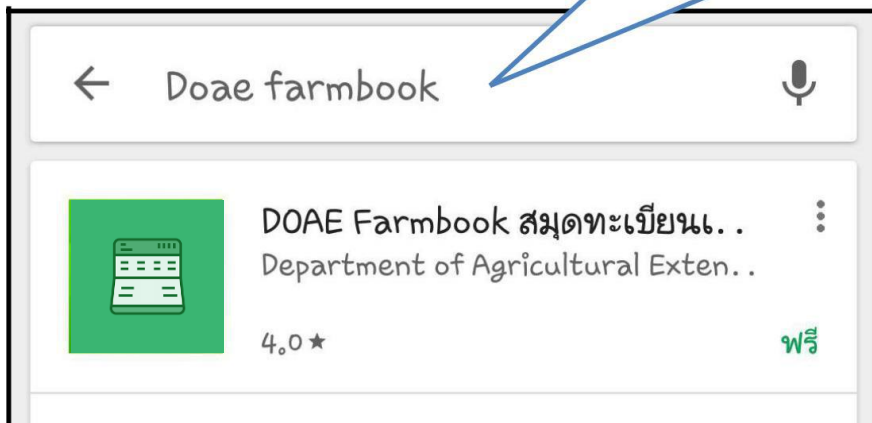 Doae farmbook
DOAE Farmbook สมุดทะเบียนเ. .
Department of Agricultural Exten. .
4.0 ★
ฟรี